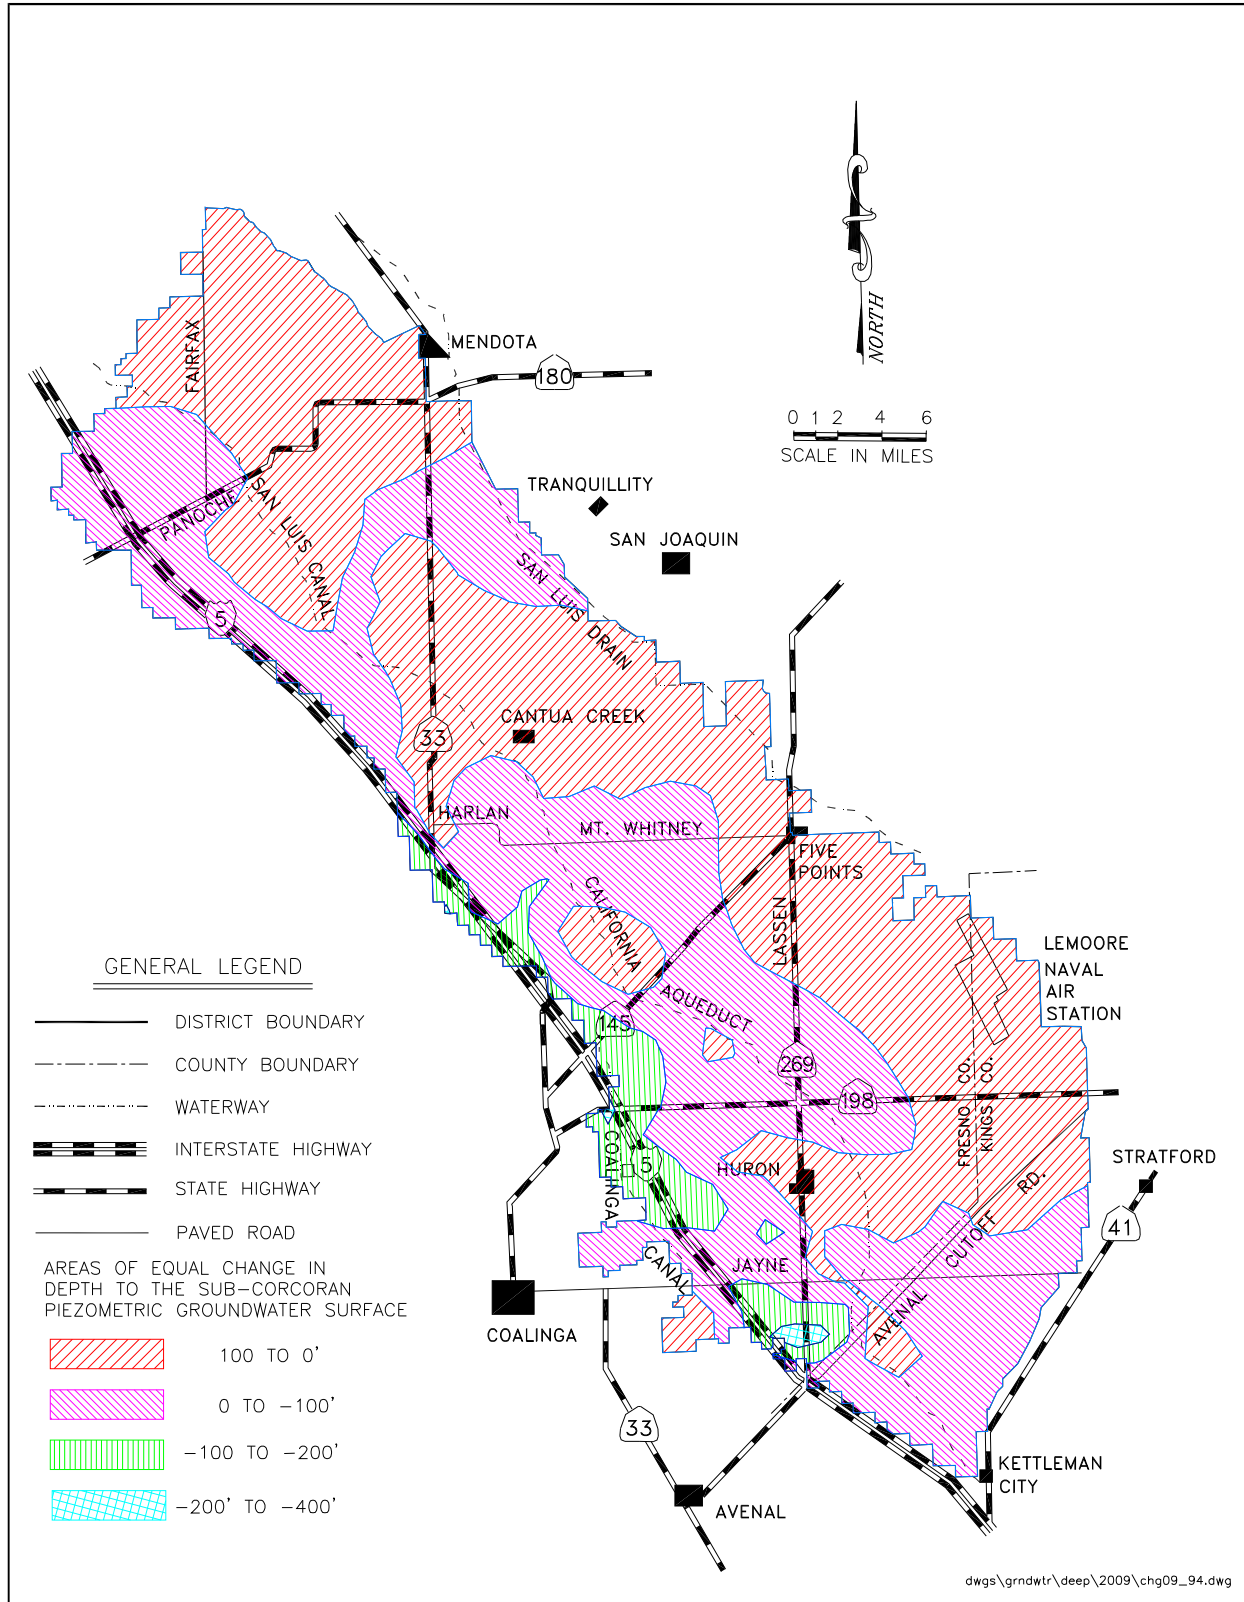 NORTH
MENDOTA
180
0 1 2 4 6
SCALE IN MILES
FAIRFAX
TRANQUILLITY
PANOCHE
SAN LUIS CANAL
SAN JOAQUIN
SAN LUIS DRAIN
5
CANTUA CREEK
33
HARLAN
MT. WHITNEY
FIVE
POINTS
CALIFORNIA
AQUEDUCT
LASSEN
LEMOORE
NAVAL
AIR
STATION
145
269
198
FRESNO CO.
KINGS CO.
COALINGA
5
HURON
STRATFORD
AVENAL CUTOFF RD.
41
JAYNE
CANAL
COALINGA
33
AVENAL
KETTLEMAN
CITY
GENERAL LEGEND
DISTRICT BOUNDARY
COUNTY BOUNDARY
WATERWAY
INTERSTATE HIGHWAY
STATE HIGHWAY
PAVED ROAD
AREAS OF EQUAL CHANGE IN
DEPTH TO THE SUB-CORCORAN
PIEZOMETRIC GROUNDWATER SURFACE
100 TO 0'
0 TO -100'
-100 TO -200'
-200' TO -400'
dwgs\grndwtr\deep\2009\chg09_94.dwg